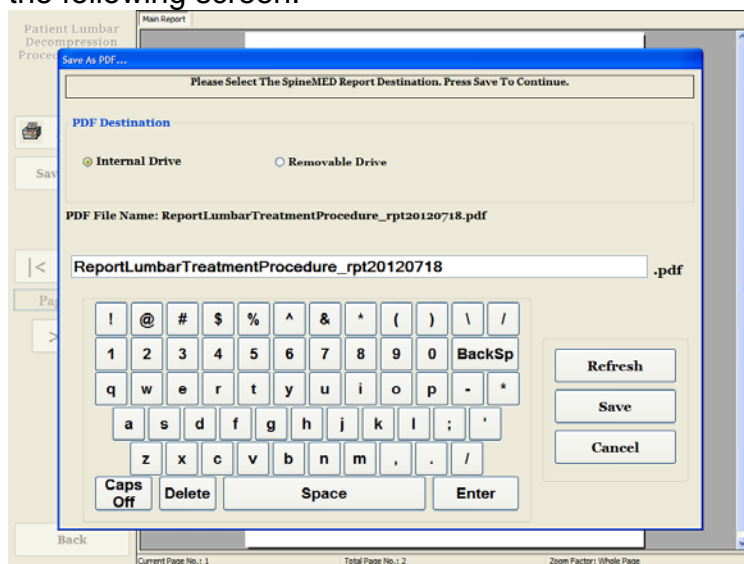 the following screen:
Main Report
Patient Lumbar
Decompression
Save As PDF...
Please Select The SpineMED Report Destination. Press Save To Continue.
PDF Destination
Internal Drive
Removable Drive
PDF File Name: ReportLumbarTreatmentProcedure_rpt20120718.pdf
ReportLumbarTreatmentProcedure_rpt20120718 .pdf
! @ # $ % ^ & * ( ) \ /
1 2 3 4 5 6 7 8 9 0 BackSp
q w e r t y u i o p - *
a s d f g h j k l ; '
z x c v b n m , . /
Caps Off Delete Space Enter
Refresh
Save
Cancel
|<
>
Back
Current Page No.: 1 Total Page No.: 2 Zoom Factor: Whole Page